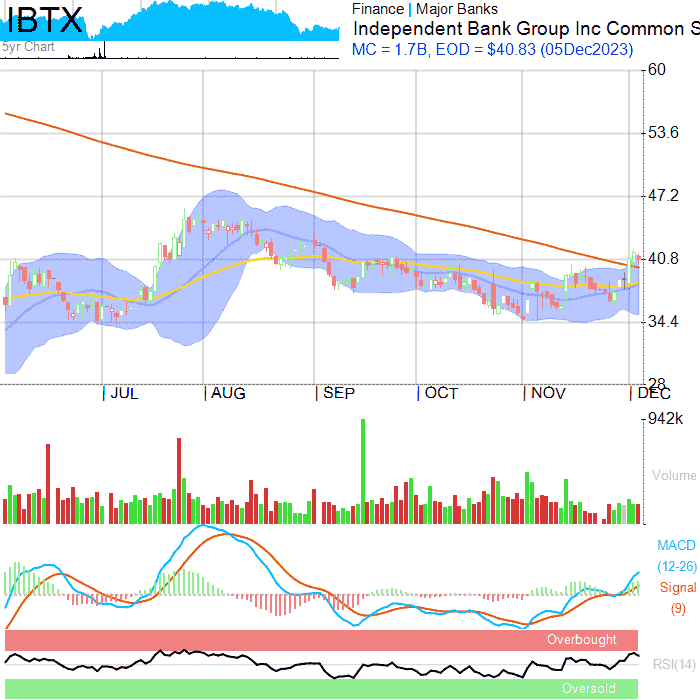 IBTX
5yr Chart
Finance | Major Banks
Independent Bank Group Inc Common S
MC = 1.7B, EOD = $40.83 (05Dec2023)
60
53.6
47.2
40.8
34.4
28
JUL
AUG
SEP
OCT
NOV
DEC
942k
Volume
MACD
(12-26)
Signal
(9)
Overbought
RSI(14)
Oversold